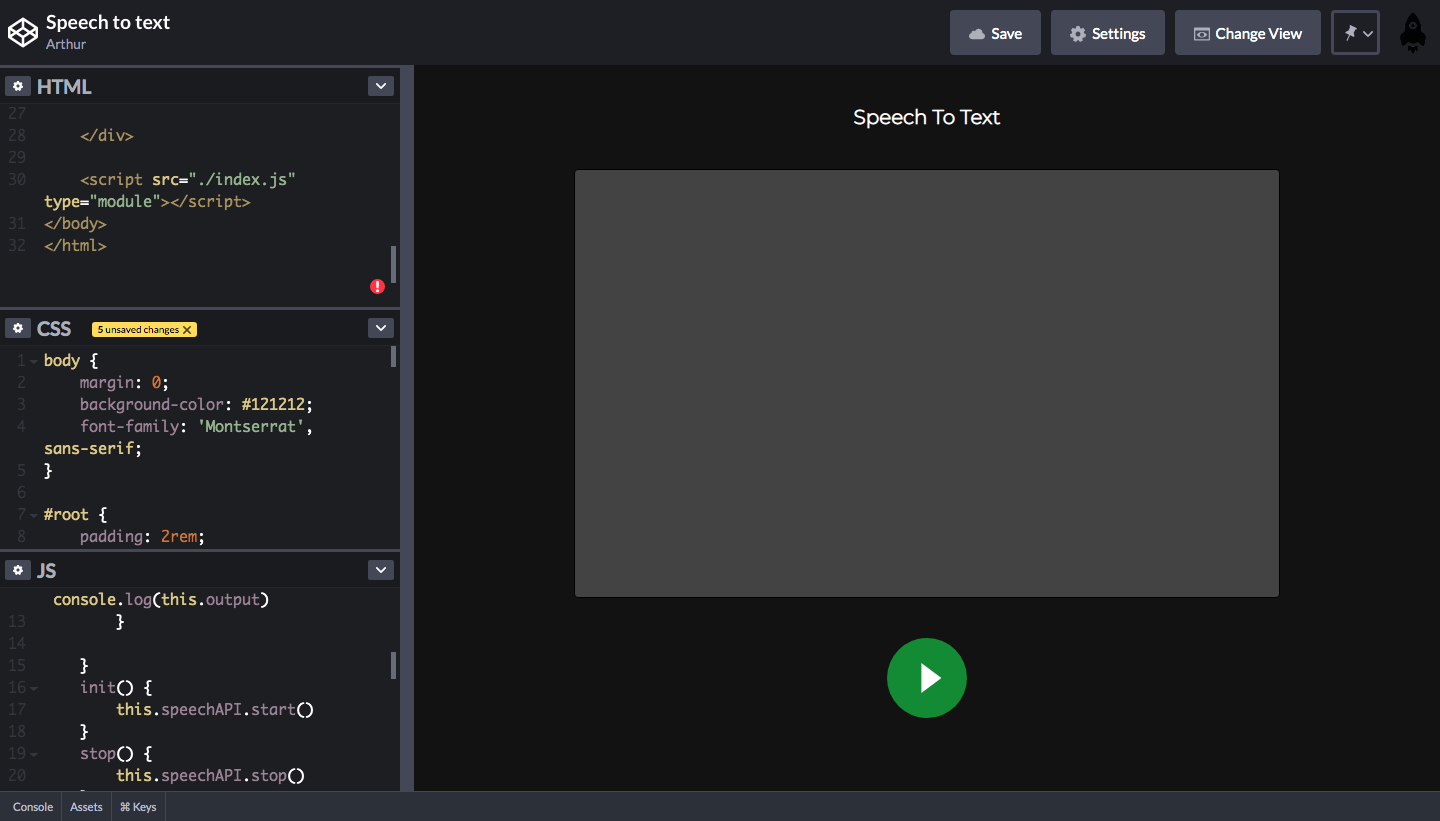 Speech to text
Arthur
Save
Settings
Change View
HTML
27
28 </div>
29
30 <script src="./index.js"
type="module"></script>
31 </body>
32 </html>
CSS 5 unsaved changes X
1 body {
2 margin: 0;
3 background-color: #121212;
4 font-family: 'Montserrat',
sans-serif;
5 }
6
7 #root {
8 padding: 2rem;
JS
console.log(this.output)
13 }
14
15 }
16 init() {
17 this.speechAPI.start()
18 }
19 stop() {
20 this.speechAPI.stop()
Speech To Text
Console
Assets
⌘ Keys